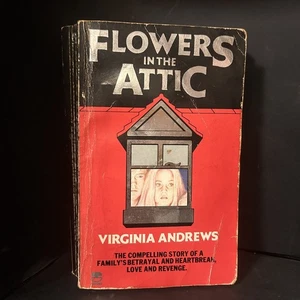 FLOWERS
IN THE
ATTIC
VIRGINIA ANDREWS
THE COMPELLING STORY OF A
FAMILY'S BETRAYAL AND HEARTBREAK,
LOVE AND REVENGE.